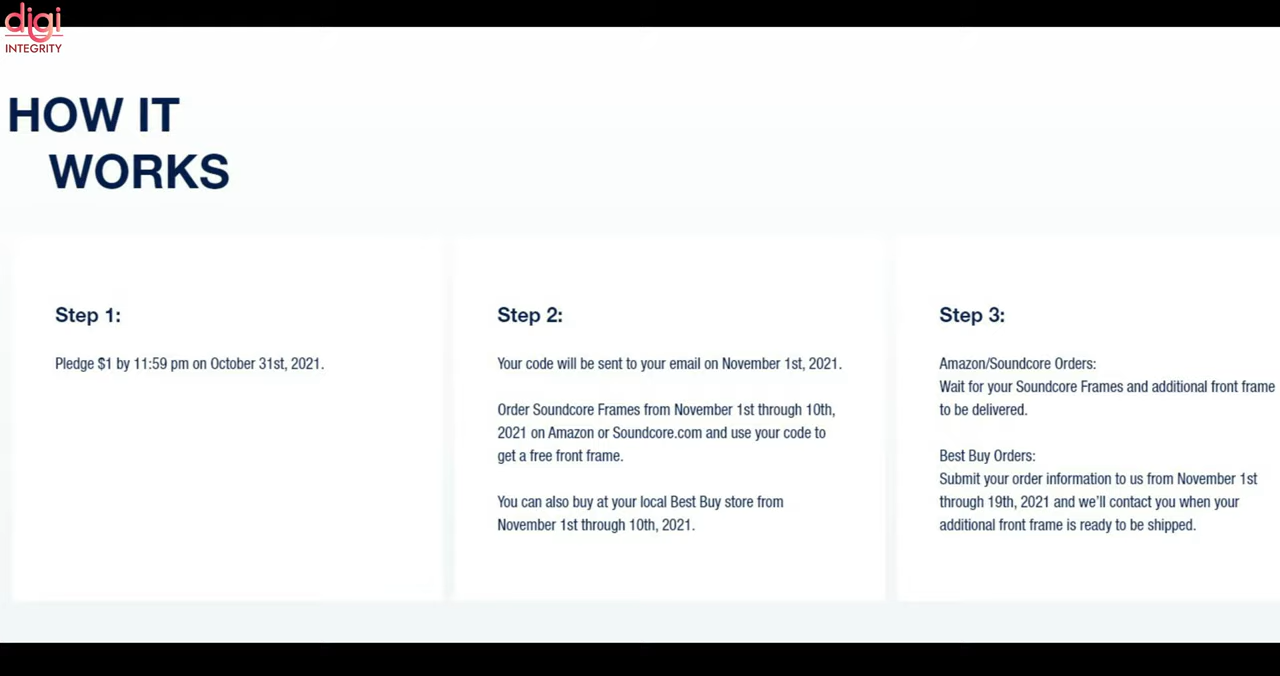 digi
INTEGRITY
HOW IT
WORKS
Step 1:
Pledge $1 by 11:59 pm on October 31st, 2021.
Step 2:
Your code will be sent to your email on November 1st, 2021.
Order Soundcore Frames from November 1st through 10th,
2021 on Amazon or Soundcore.com and use your code to
get a free front frame.
You can also buy at your local Best Buy store from
November 1st through 10th, 2021.
Step 3:
Amazon/Soundcore Orders:
Wait for your Soundcore Frames and additional front frame
to be delivered.
Best Buy Orders:
Submit your order information to us from November 1st
through 19th, 2021 and we'll contact you when your
additional front frame is ready to be shipped.